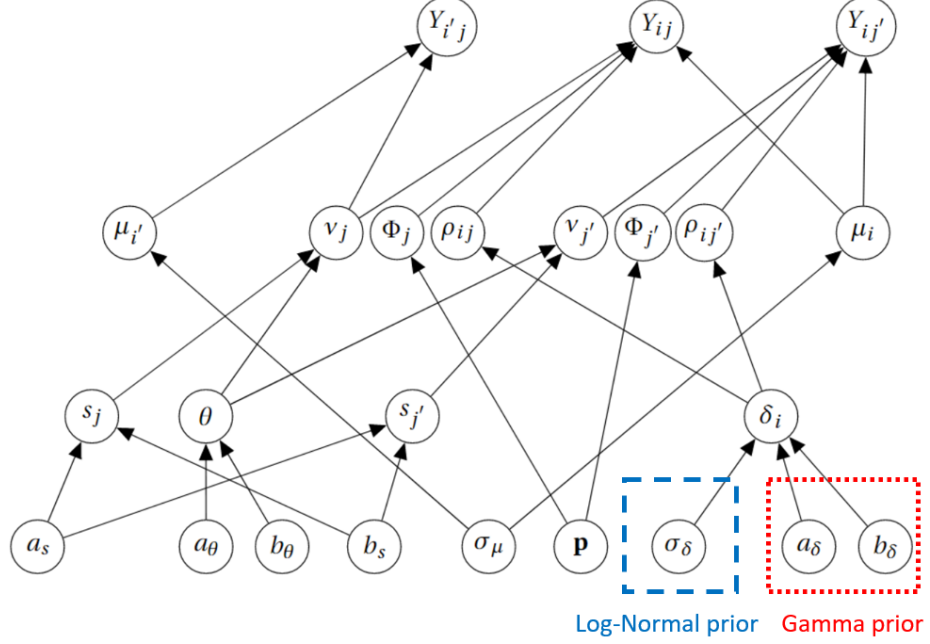 Y_{i'j} Y_{ij} Y_{ij'}
μ_{i'} ν_j Φ_j ρ_{ij} ν_{j'} Φ_{j'} ρ_{ij'} μ_i
s_j θ s_{j'} δ_i
a_s a_θ b_θ b_s σ_μ p σ_δ a_δ b_δ
Log-Normal prior Gamma prior